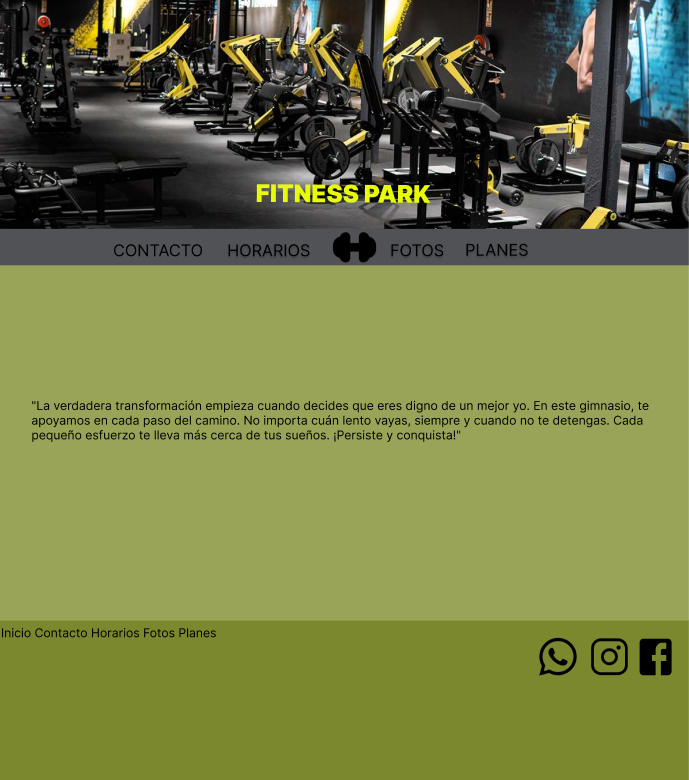 FITNESS PARK
CONTACTO HORARIOS FOTOS PLANES
"La verdadera transformación empieza cuando decides que eres digno de un mejor yo. En este gimnasio, te
apoyamos en cada paso del camino. No importa cuán lento vayas, siempre y cuando no te detengas. Cada
pequeño esfuerzo te lleva más cerca de tus sueños. ¡Persiste y conquista!"
Inicio Contacto Horarios Fotos Planes